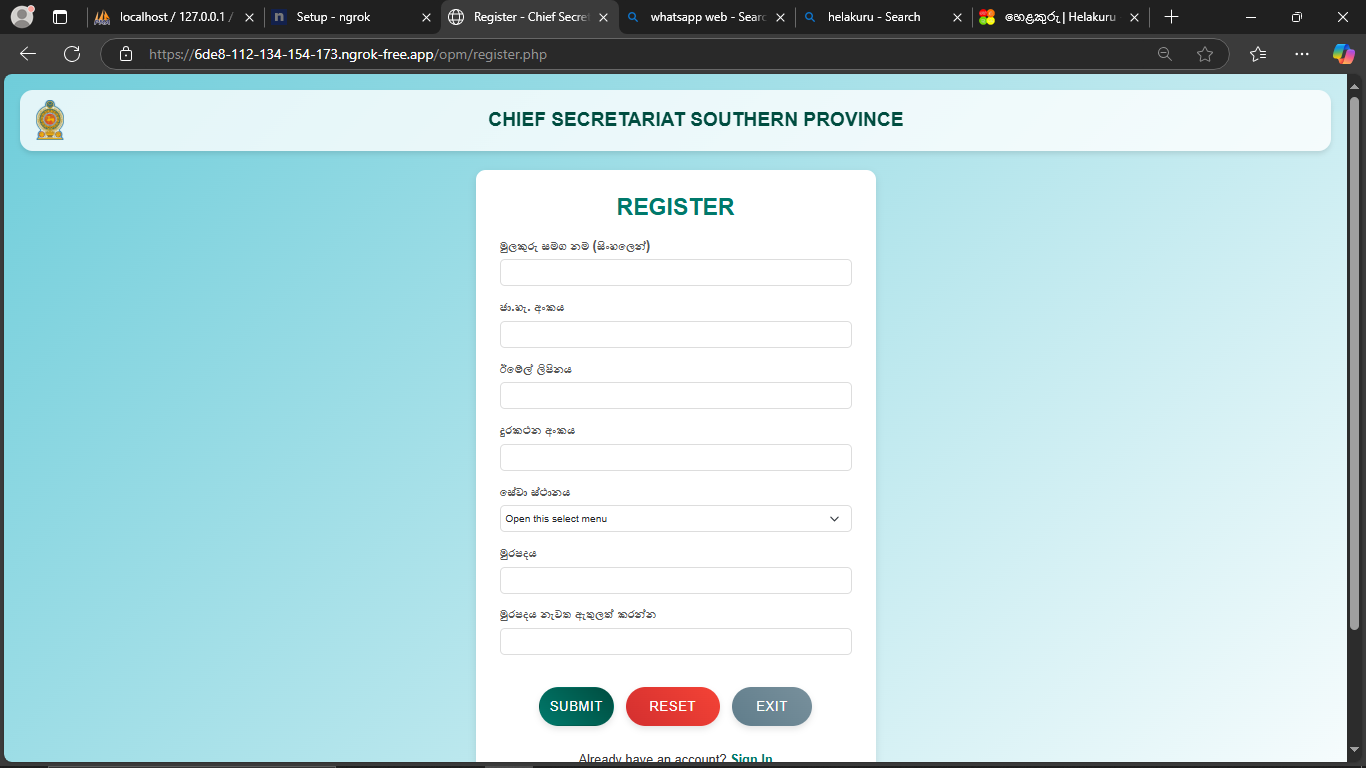 localhost / 127.0.0.1 /
Setup - ngrok
Register - Chief Secret
whatsapp web - Searc
helakuru - Search
හෙළකුරු | Helakuru
https://6de8-112-134-154-173.ngrok-free.app/opm/register.php
CHIEF SECRETARIAT SOUTHERN PROVINCE
REGISTER
මුලකුරු සමග නම (සිංහලෙන්)
ජා.හැ. අංකය
ඊමේල් ලිපිනය
දුරකථන අංකය
සේවා ස්ථානය
Open this select menu
මුරපදය
මුරපදය නැවත ඇතුලත් කරන්න
SUBMIT RESET EXIT
Already have an account? Sign In